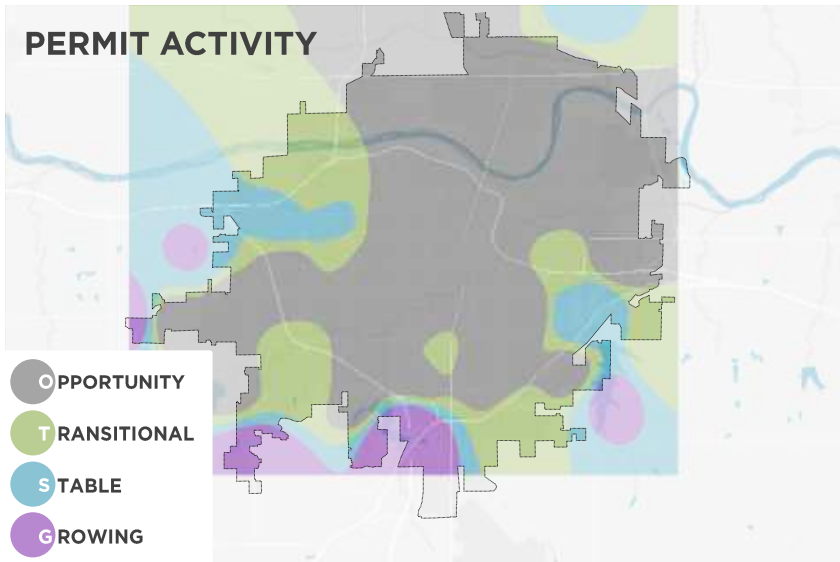 PERMIT ACTIVITY
OPPORTUNITY
TRANSITIONAL
STABLE
GROWING